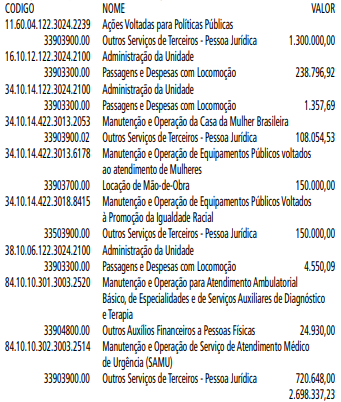 CODIGO NOME VALOR
11.60.04.122.3024.2239 Ações Voltadas para Políticas Públicas
33903900.00 Outros Serviços de Terceiros - Pessoa Jurídica 1.300.000,00
16.10.12.122.3024.2100 Administração da Unidade
33903300.00 Passagens e Despesas com Locomoção 238.796,92
34.10.14.122.3024.2100 Administração da Unidade
33903300.00 Passagens e Despesas com Locomoção 1.357,69
34.10.14.422.3013.2053 Manutenção e Operação da Casa da Mulher Brasileira
33903900.02 Outros Serviços de Terceiros - Pessoa Jurídica 108.054,53
34.10.14.422.3013.6178 Manutenção e Operação de Equipamentos Públicos voltados
ao atendimento de Mulheres
33903700.00 Locação de Mão-de-Obra 150.000,00
34.10.14.422.3018.8415 Manutenção e Operação de Equipamentos Públicos Voltados
à Promoção da Igualdade Racial
33503900.00 Outros Serviços de Terceiros - Pessoa Jurídica 150.000,00
38.10.06.122.3024.2100 Administração da Unidade
33903300.00 Passagens e Despesas com Locomoção 4.550,09
84.10.10.301.3003.2520 Manutenção e Operação para Atendimento Ambulatorial
Básico, de Especialidades e de Serviços Auxiliares de Diagnóstico
e Terapia
33904800.00 Outros Auxílios Financeiros a Pessoas Físicas 24.930,00
84.10.10.302.3003.2514 Manutenção e Operação de Serviço de Atendimento Médico
de Urgência (SAMU)
33903900.00 Outros Serviços de Terceiros - Pessoa Jurídica 720.648,00
2.698.337,23